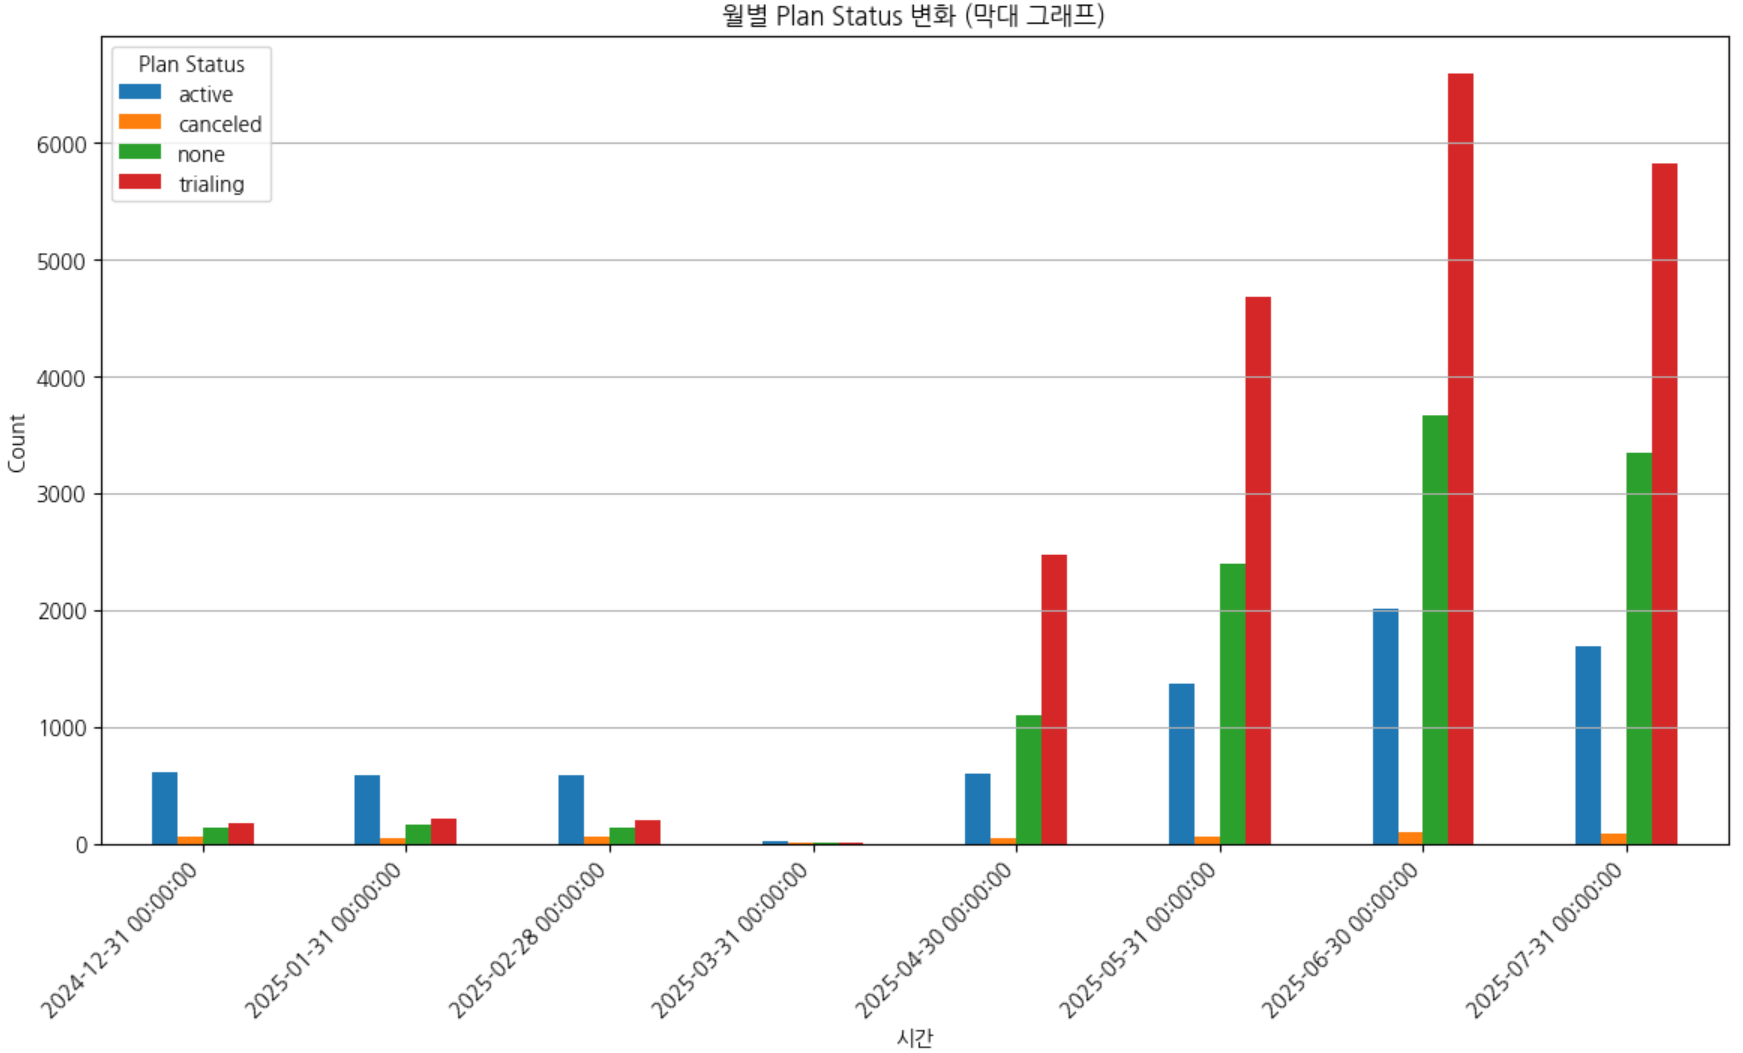 월별 Plan Status 변화 (막대 그래프)
Plan Status
active
canceled
none
trialing
6000
5000
4000
3000
2000
1000
0
Count
2024-12-31 00:00:00
2025-01-31 00:00:00
2025-02-28 00:00:00
2025-03-31 00:00:00
2025-04-30 00:00:00
2025-05-31 00:00:00
2025-06-30 00:00:00
2025-07-31 00:00:00
시간